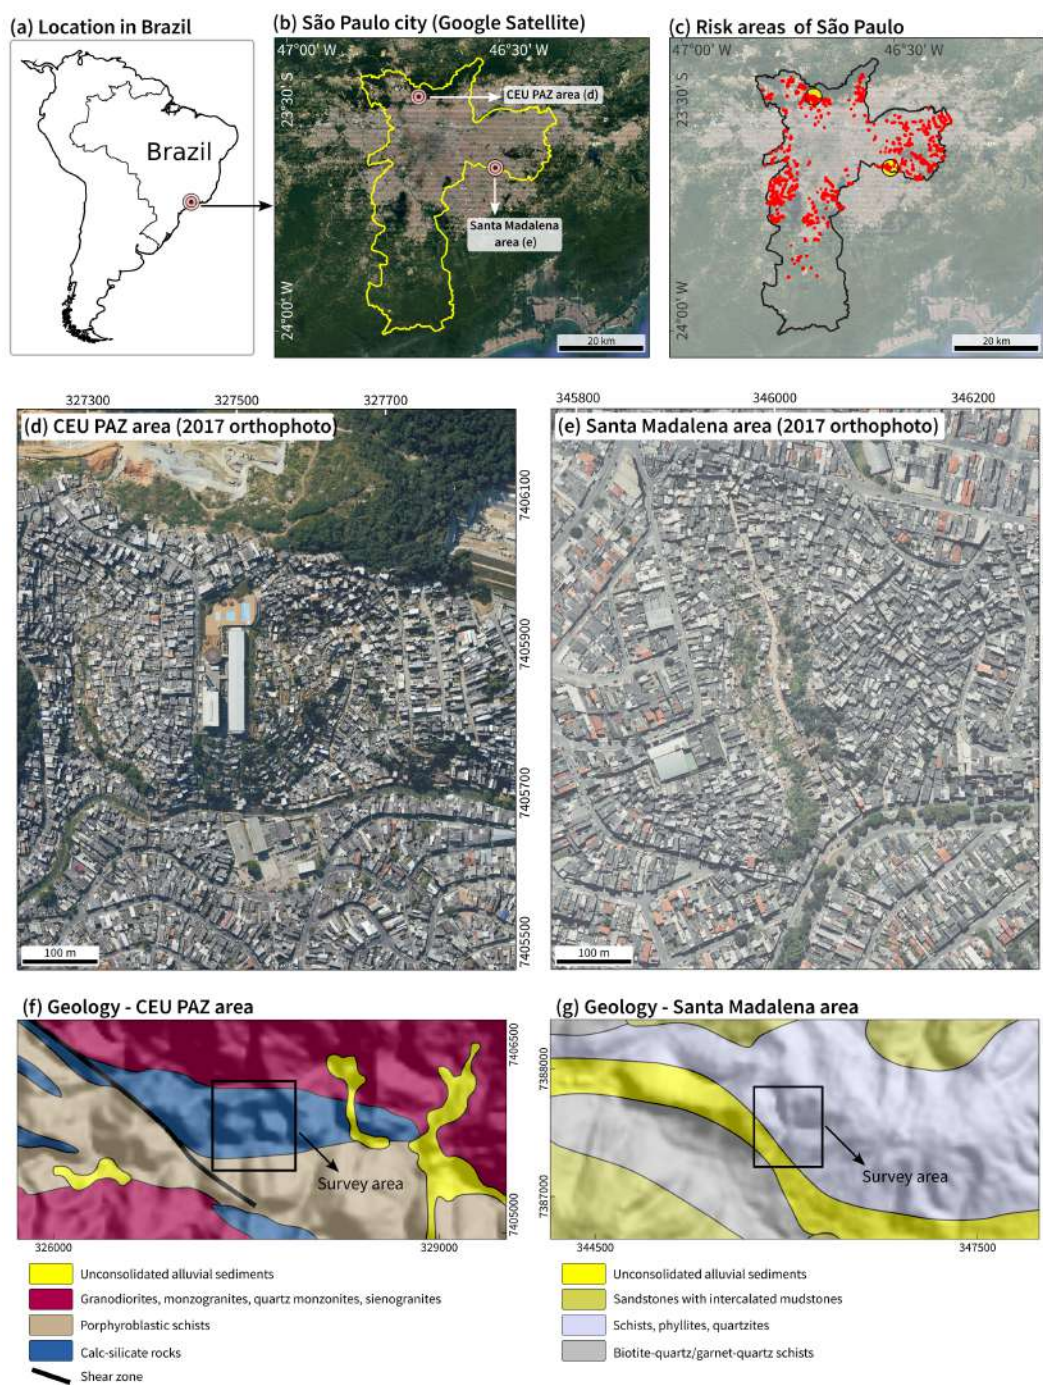 (a) Location in Brazil
Brazil
(b) São Paulo city (Google Satellite)
47°00' W
46°30' W
23°30' S
24°00' W
CEU PAZ area (d)
Santa Madalena
area (e)
20 km
(c) Risk areas of São Paulo
47°00' W
46°30' W
23°30' S
24°00' W
20 km
327300
327500
327700
(d) CEU PAZ area (2017 orthophoto)
7406100
7405900
7405700
7405500
100 m
345800
346000
346200
(e) Santa Madalena area (2017 orthophoto)
100 m
(f) Geology - CEU PAZ area
Survey area
7406500
7405000
326000
329000
Unconsolidated alluvial sediments
Granodiorites, monzogranites, quartz monzonites, sienogranites
Porphyroblastic schists
Calc-silicate rocks
Shear zone
(g) Geology - Santa Madalena area
7388000
7387000
Survey area
344500
347500
Unconsolidated alluvial sediments
Sandstones with intercalated mudstones
Schists, phyllites, quartzites
Biotite-quartz/garnet-quartz schists